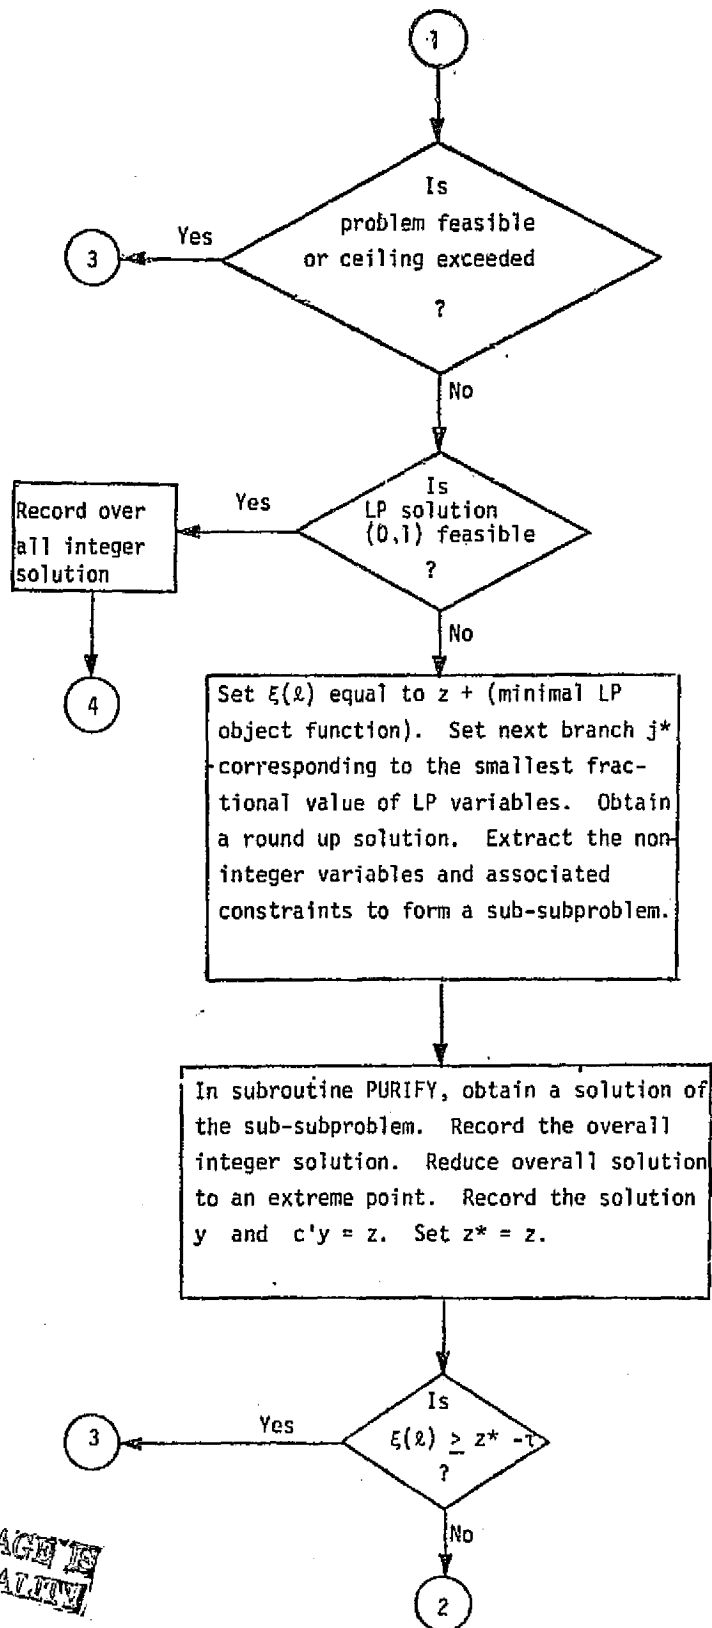 1
Is
problem feasible
or ceiling exceeded
?
Yes
3
No
Is
LP solution
(0,1) feasible
?
Yes
Record over
all integer
solution
4
No
Set ξ(ℓ) equal to z + (minimal LP
object function). Set next branch j*
corresponding to the smallest frac-
tional value of LP variables. Obtain
a round up solution. Extract the non-
integer variables and associated
constraints to form a sub-subproblem.
In subroutine PURIFY, obtain a solution of
the sub-subproblem. Record the overall
integer solution. Reduce overall solution
to an extreme point. Record the solution
y and c'y = z. Set z* = z.
Is
ξ(ℓ) ≥ z* -τ
?
Yes
3
No
2
AGE IS
ALITY